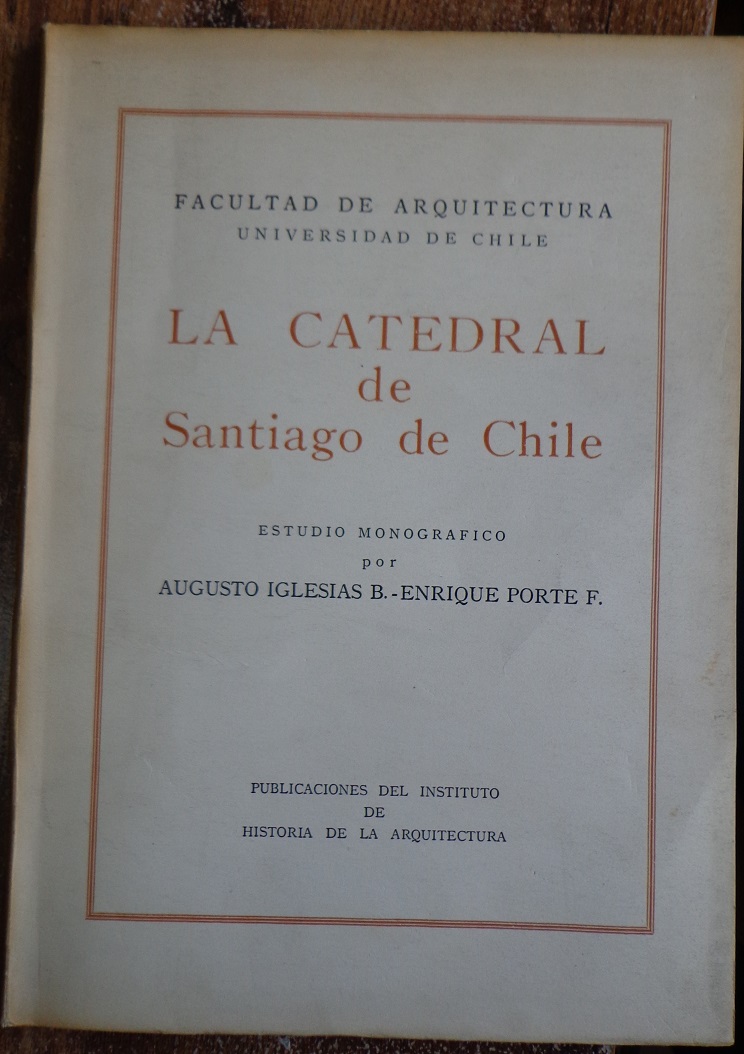 FACULTAD DE ARQUITECTURA
UNIVERSIDAD DE CHILE
LA CATEDRAL
de
Santiago de Chile
ESTUDIO MONOGRAFICO
por
AUGUSTO IGLESIAS B.-ENRIQUE PORTE F.
PUBLICACIONES DEL INSTITUTO
DE
HISTORIA DE LA ARQUITECTURA